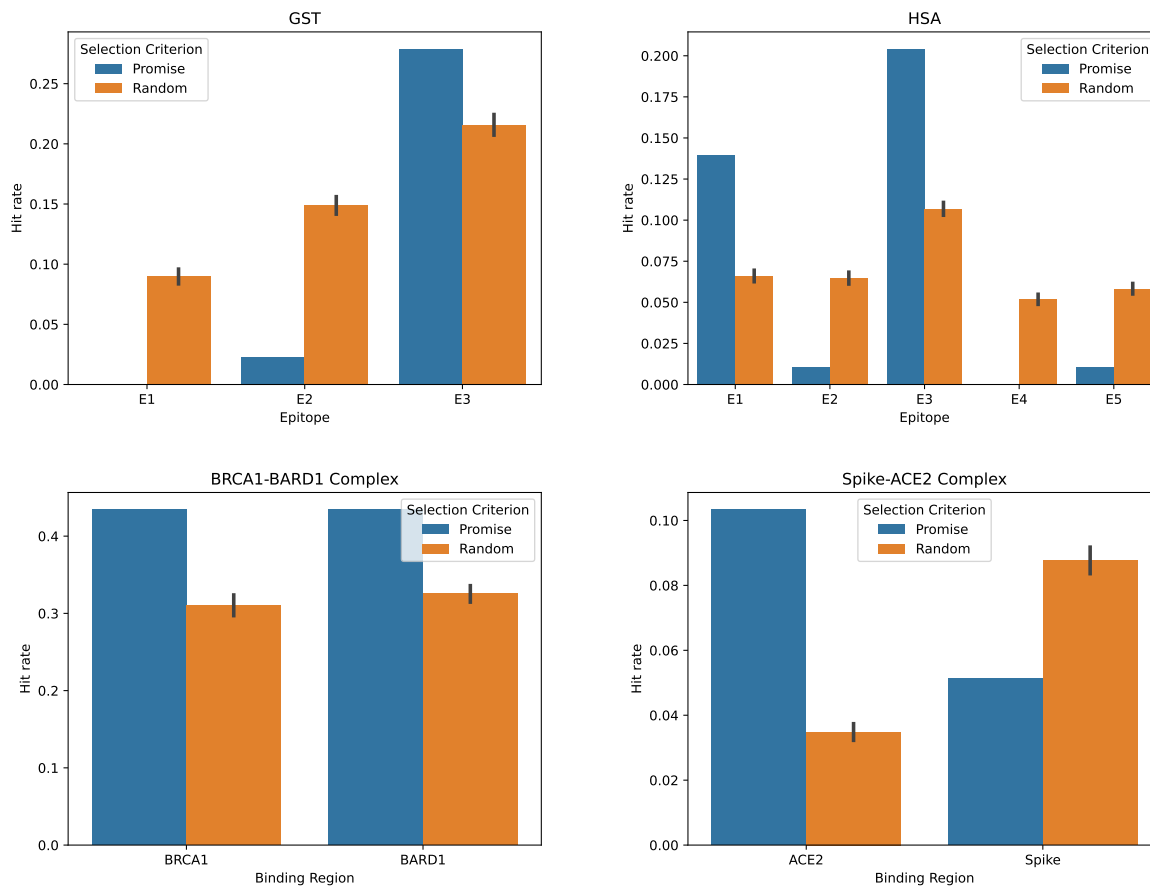 GST
Selection Criterion
Promise
Random
Hit rate
0.25
0.20
0.15
0.10
0.05
0.00
E1 E2 E3
Epitope
HSA
Selection Criterion
Promise
Random
Hit rate
0.200
0.175
0.150
0.125
0.100
0.075
0.050
0.025
0.000
E1 E2 E3 E4 E5
Epitope
BRCA1-BARD1 Complex
Selection Criterion
Promise
Random
Hit rate
0.4
0.3
0.2
0.1
0.0
BRCA1 BARD1
Binding Region
Spike-ACE2 Complex
Selection Criterion
Promise
Random
Hit rate
0.10
0.08
0.06
0.04
0.02
0.00
ACE2 Spike
Binding Region